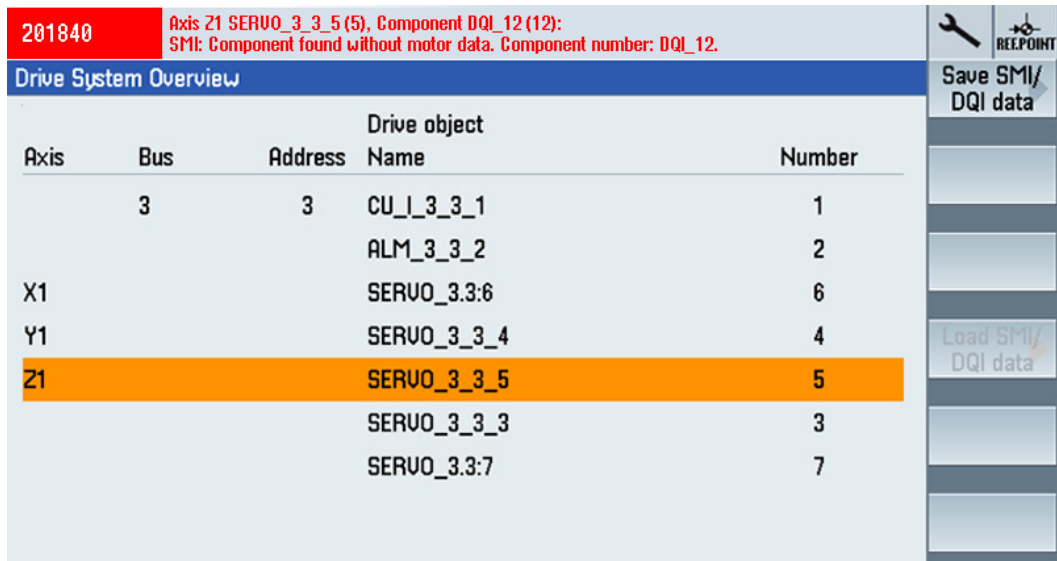 201840
Axis Z1 SERVO_3_3_5 (5), Component DQI_12 (12):
SMI: Component found without motor data. Component number: DQI_12.
REF.POINT
Drive System Overview
Save SMI/
DQI data
Drive object
Axis Bus Address Name Number
3 3 CU_I_3_3_1 1
ALM_3_3_2 2
X1 SERVO_3.3:6 6
Y1 SERVO_3_3_4 4
Load SMI/
DQI data
Z1 SERVO_3_3_5 5
SERVO_3_3_3 3
SERVO_3.3:7 7